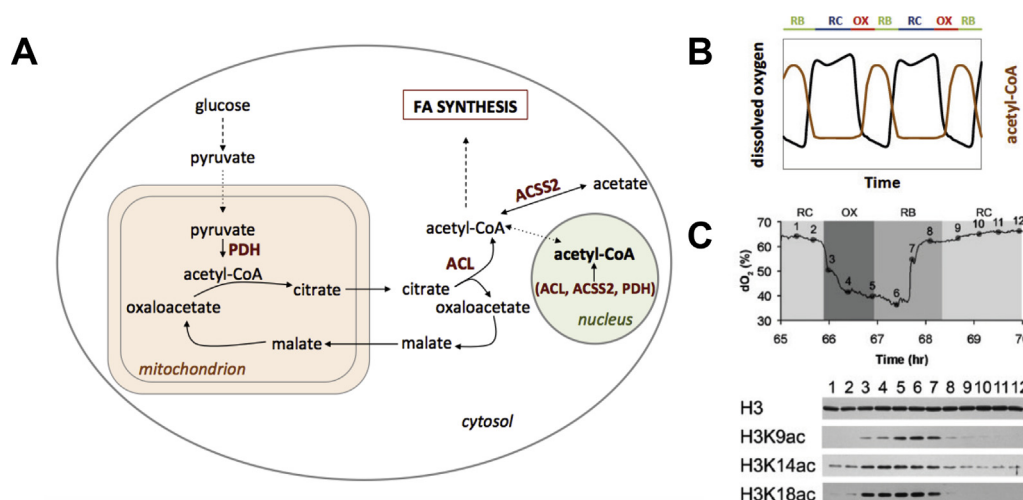 A
glucose
pyruvate
pyruvate
PDH
acetyl-CoA
oxaloacetate
citrate
malate
mitochondrion
FA SYNTHESIS
ACSS2
acetate
acetyl-CoA
ACL
citrate
oxaloacetate
malate
acetyl-CoA
(ACL, ACSS2, PDH)
nucleus
cytosol
B
RB RC OX RB RC OX RB
dissolved oxygen
acetyl-CoA
Time
C
RC OX RB RC
70
60
50
40
30
dO2 (%)
1 2 3 4 5 6 7 8 9 10 11 12
65 66 67 68 69 70
Time (hr)
1 2 3 4 5 6 7 8 9 10 11 12
H3
H3K9ac
H3K14ac
H3K18ac